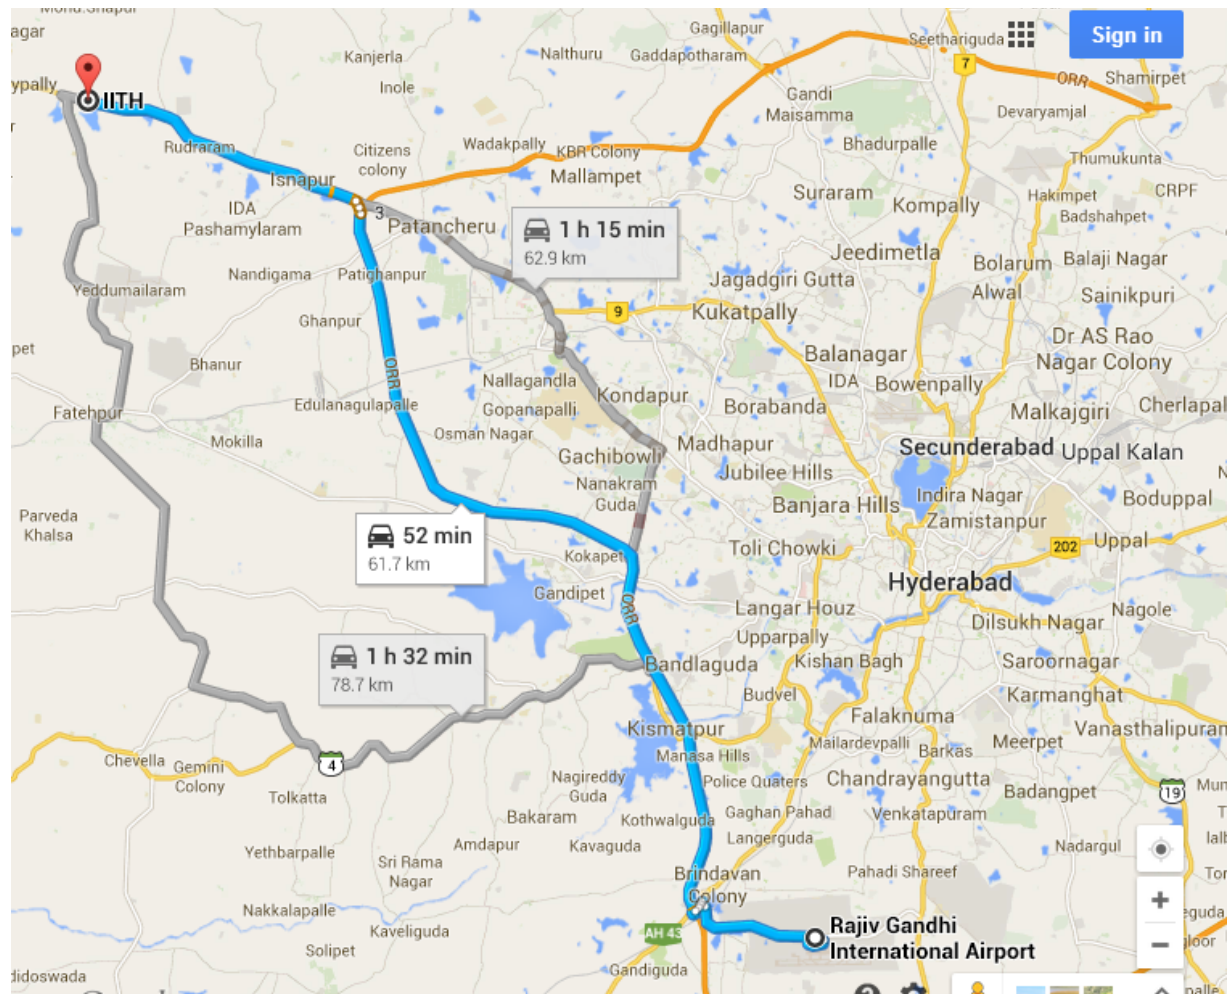 Gagillapur
Seethariguda
Sign in
Kanjerla
Nalthuru
Gaddapotharam
7
ORR
Shamirpet
Inole
IITH
Gandi
Maisamma
Devaryamjal
Rudraram
Citizens
colony
Wadakpally
KBR Colony
Bhadurpalle
Thumukunta
Isnapur
Mallampet
Suraram
Kompally
Hakimpet
CRPF
IDA
Pashamylaram
3
Patancheru
1 h 15 min
62.9 km
Badshahpet
Nandigama
Patighanpur
Jeedimetla
Jagadgiri Gutta
Bolarum
Balaji Nagar
Yeddumailaram
Alwal
Sainikpuri
Ghanpur
9
Kukatpally
Dr AS Rao
Nagar Colony
Bhanur
ORR
Balanagar
Nallagandla
Kondapur
IDA
Bowenpally
Fatehpur
Edulanagulapalle
Gopanapalli
Borabanda
Malkajgiri
Cherlapal
Mokilla
Osman Nagar
Gachibowli
Madhapur
Secunderabad
Uppal Kalan
Jubilee Hills
Nanakram
Guda
Banjara Hills
Indira Nagar
Boduppal
Parveda
Khalsa
Zamistanpur
52 min
61.7 km
Kokapet
Toli Chowki
202
Uppal
Gandipet
ORR
Hyderabad
Langar Houz
Nagole
Dilsukh Nagar
Upparpally
1 h 32 min
78.7 km
Bandlaguda
Kishan Bagh
Saroornagar
Budvel
Karmanghat
Kismatpur
Falaknuma
Vanasthalipuran
Mailardevpalli
Barkas
Meerpet
Chevella
Gemini
Colony
4
Manasa Hills
Nagireddy
Guda
Police Quaters
Chandrayangutta
Badangpet
19
Tolkatta
Bakaram
Kothwalguda
Gaghan Pahad
Venkatapuram
Langerguda
Yethbarpalle
Amdapur
Kavaguda
Nadargul
Sri Rama
Nagar
Brindavan
Colony
Pahadi Shareef
Nakkalapalle
Kaveliguda
AH 43
Rajiv Gandhi
International Airport
Solipet
Gandiguda
didoswada